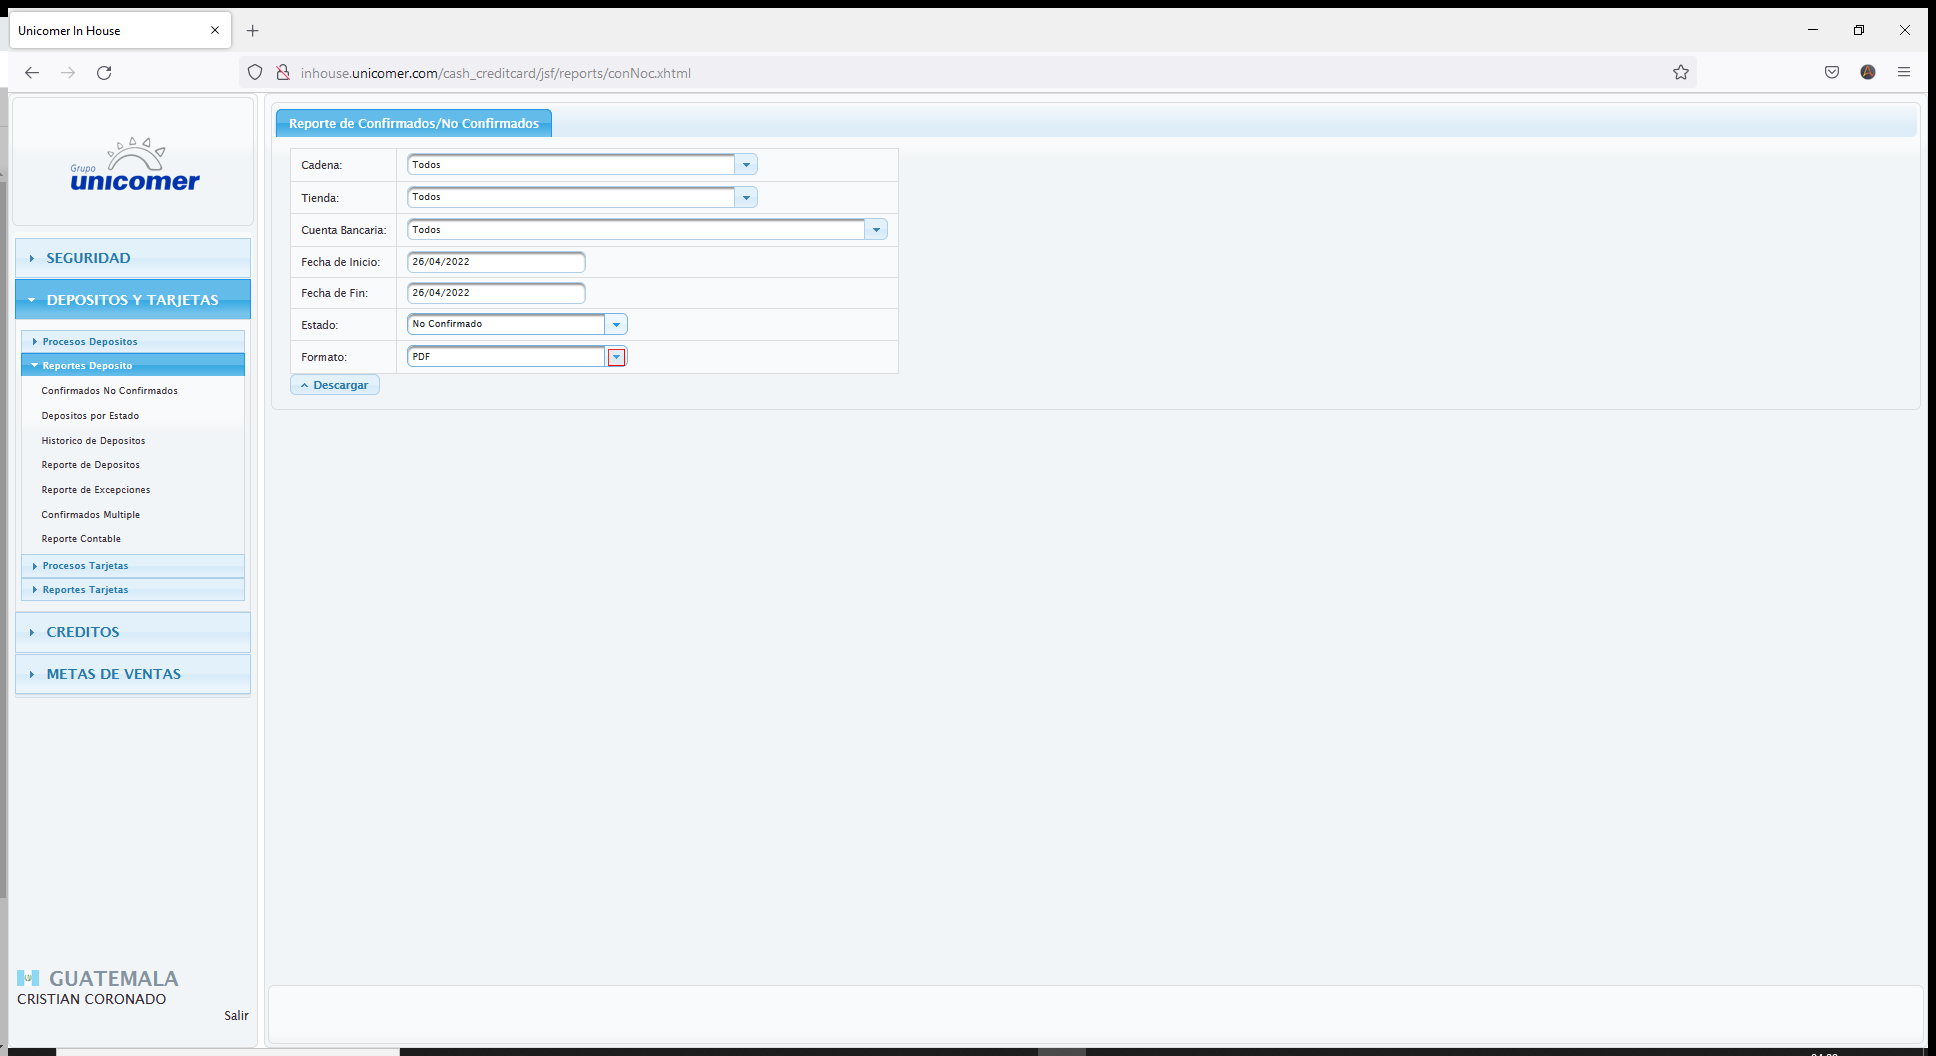 Unicomer In House
inhouse.unicomer.com/cash_creditcard/jsf/reports/conNoc.xhtml
Grupo
unicomer
SEGURIDAD
DEPOSITOS Y TARJETAS
Procesos Depositos
Reportes Deposito
Confirmados No Confirmados
Depositos por Estado
Historico de Depositos
Reporte de Depositos
Reporte de Excepciones
Confirmados Multiple
Reporte Contable
Procesos Tarjetas
Reportes Tarjetas
CREDITOS
METAS DE VENTAS
GUATEMALA
CRISTIAN CORONADO
Salir
Reporte de Confirmados/No Confirmados
Cadena: Todos
Tienda: Todos
Cuenta Bancaria: Todos
Fecha de Inicio: 26/04/2022
Fecha de Fin: 26/04/2022
Estado: No Confirmado
Formato: PDF
Descargar